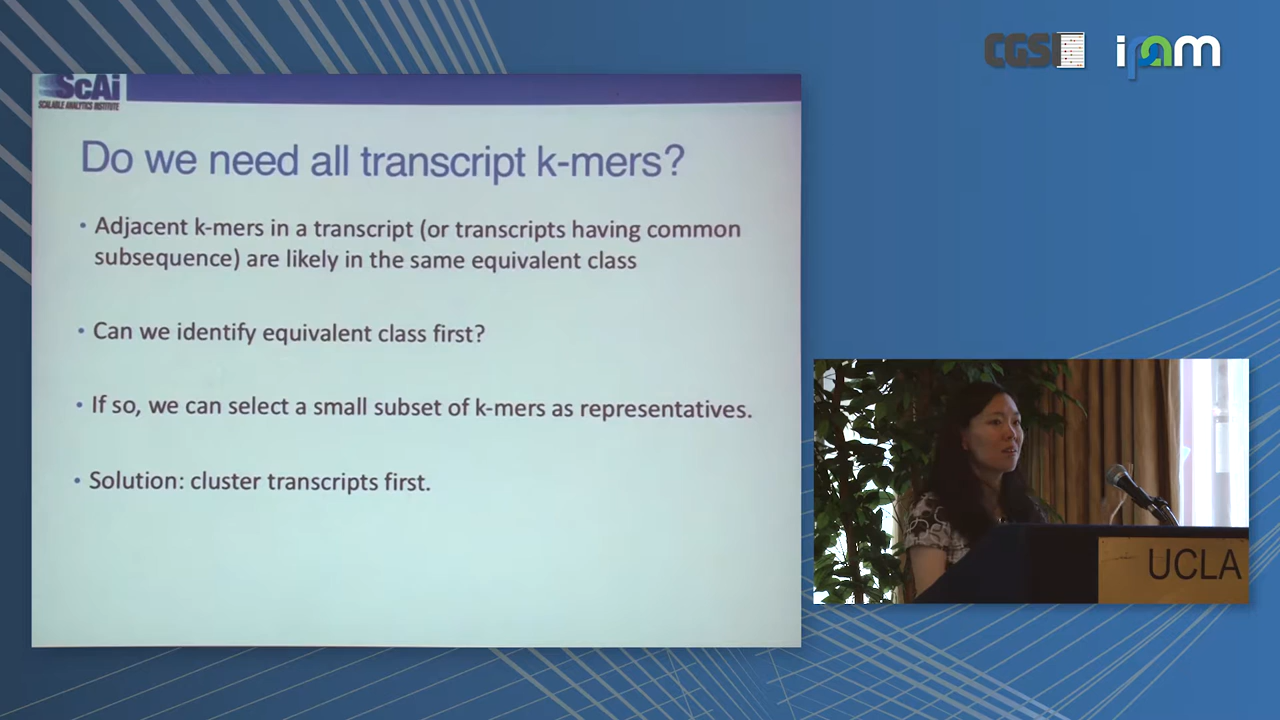 CGSI
ipam
ScAi
SCALABLE ANALYTICS INSTITUTE
Do we need all transcript k-mers?
• Adjacent k-mers in a transcript (or transcripts having common
subsequence) are likely in the same equivalent class
• Can we identify equivalent class first?
• If so, we can select a small subset of k-mers as representatives.
• Solution: cluster transcripts first.
UCLA